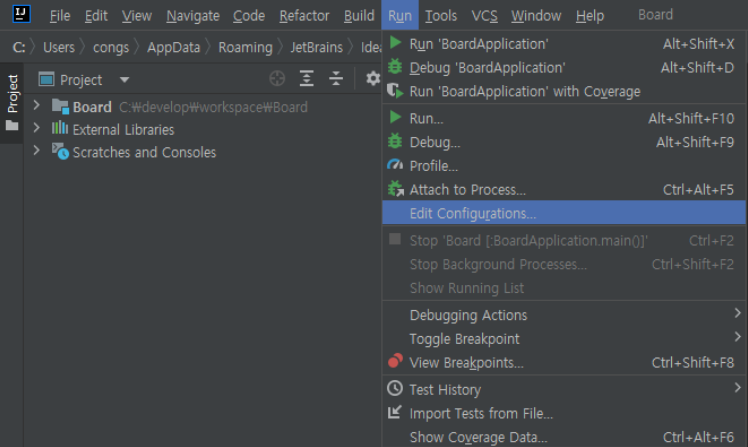 IJ File Edit View Navigate Code Refactor Build Run Tools VCS Window Help Board
C: Users congs AppData Roaming JetBrains Idea
Project
Project
Board C:₩develop₩workspace₩Board
External Libraries
Scratches and Consoles
Run 'BoardApplication' Alt+Shift+X
Debug 'BoardApplication' Alt+Shift+D
Run 'BoardApplication' with Coverage
Run... Alt+Shift+F10
Debug... Alt+Shift+F9
Profile...
Attach to Process... Ctrl+Alt+F5
Edit Configurations...
Stop 'Board [:BoardApplication.main()]' Ctrl+F2
Stop Background Processes... Ctrl+Shift+F2
Show Running List
Debugging Actions
Toggle Breakpoint
View Breakpoints... Ctrl+Shift+F8
Test History
Import Tests from File...
Show Coverage Data... Ctrl+Alt+F6